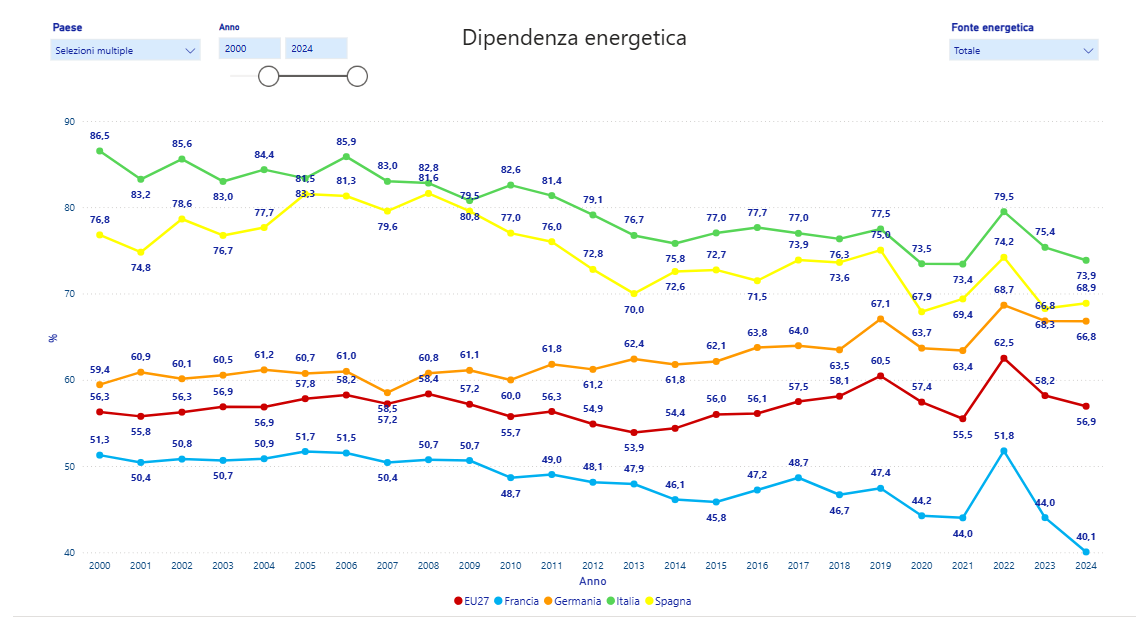 Paese
Selezioni multiple
Anno
2000 2024
Dipendenza energetica
Fonte energetica
Totale
%
90
80
70
60
50
40
86,5 83,2 85,6 83,0 84,4 83,3 85,9 83,0 82,8 80,8 82,6 81,4 79,1 76,7 75,8 77,0 77,7 77,0 76,3 77,5 73,5 73,4 79,5 75,4 73,9
76,8 74,8 78,6 76,7 77,7 81,5 81,3 79,6 81,6 79,5 77,0 76,0 72,8 70,0 72,6 72,7 71,5 73,9 73,6 75,0 67,9 69,4 74,2 68,3 68,9
59,4 60,9 60,1 60,5 61,2 60,7 61,0 58,5 60,8 61,1 60,0 61,8 61,2 62,4 61,8 62,1 63,8 64,0 63,5 67,1 63,7 63,4 68,7 66,8 66,8
56,3 55,8 56,3 56,9 56,9 57,8 58,2 57,2 58,4 57,2 55,7 56,3 54,9 53,9 54,4 56,0 56,1 57,5 58,1 60,5 57,4 55,5 62,5 58,2 56,9
51,3 50,4 50,8 50,7 50,9 51,7 51,5 50,4 50,7 50,7 48,7 49,0 48,1 47,9 46,1 45,8 47,2 48,7 46,7 47,4 44,2 44,0 51,8 44,0 40,1
2000 2001 2002 2003 2004 2005 2006 2007 2008 2009 2010 2011 2012 2013 2014 2015 2016 2017 2018 2019 2020 2021 2022 2023 2024
Anno
EU27 Francia Germania Italia Spagna